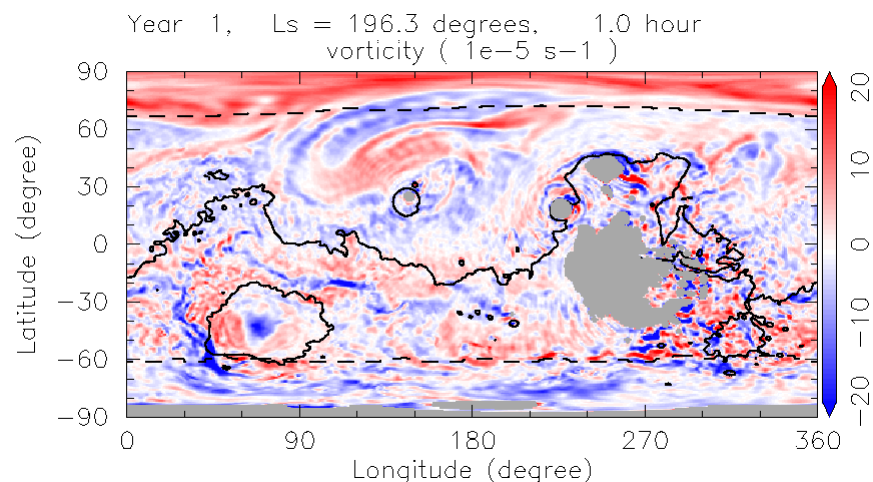 Year 1, Ls = 196.3 degrees, 1.0 hour
vorticity ( 1e-5 s-1 )
90
60
30
0
-30
-60
-90
Latitude (degree)
0 90 180 270 360
Longitude (degree)
20
10
0
-10
-20